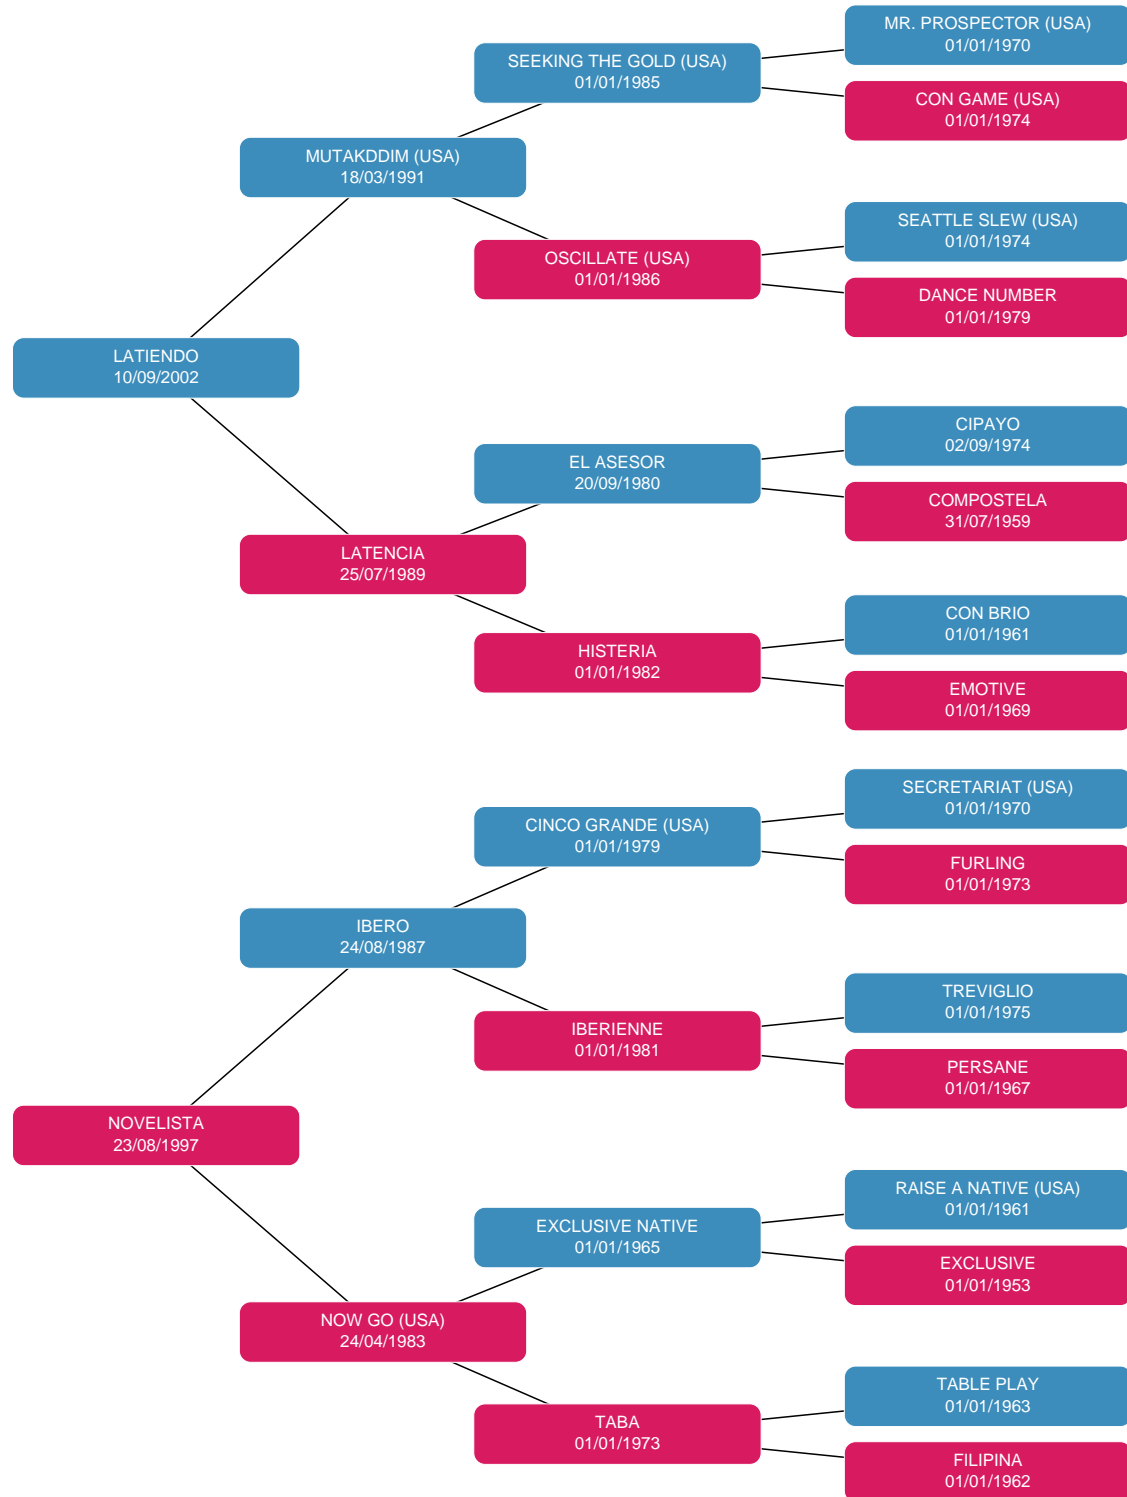 MR. PROSPECTOR (USA)
01/01/1970
SEEKING THE GOLD (USA)
01/01/1985
CON GAME (USA)
01/01/1974
MUTAKDDIM (USA)
18/03/1991
SEATTLE SLEW (USA)
01/01/1974
OSCILLATE (USA)
01/01/1986
DANCE NUMBER
01/01/1979
LATIENDO
10/09/2002
CIPAYO
02/09/1974
EL ASESOR
20/09/1980
COMPOSTELA
31/07/1959
LATENCIA
25/07/1989
CON BRIO
01/01/1961
HISTERIA
01/01/1982
EMOTIVE
01/01/1969
SECRETARIAT (USA)
01/01/1970
CINCO GRANDE (USA)
01/01/1979
FURLING
01/01/1973
IBERO
24/08/1987
TREVIGLIO
01/01/1975
IBERIENNE
01/01/1981
PERSANE
01/01/1967
NOVELISTA
23/08/1997
RAISE A NATIVE (USA)
01/01/1961
EXCLUSIVE NATIVE
01/01/1965
EXCLUSIVE
01/01/1953
NOW GO (USA)
24/04/1983
TABLE PLAY
01/01/1963
TABA
01/01/1973
FILIPINA
01/01/1962